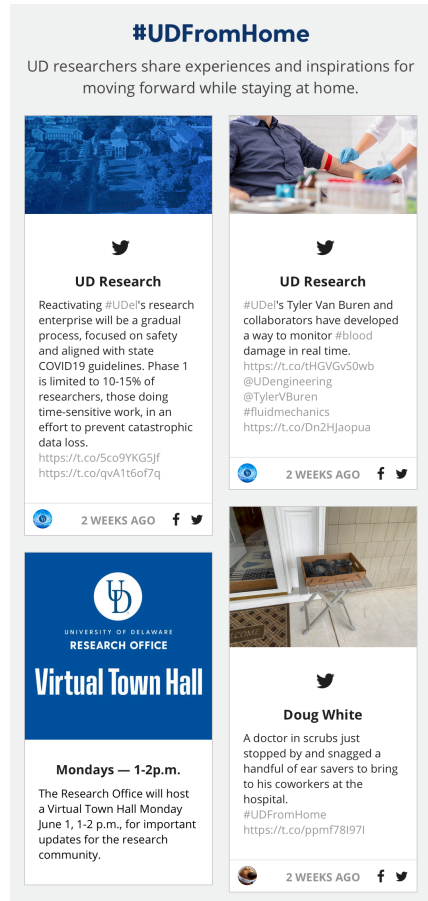 #UDFromHome
UD researchers share experiences and inspirations for
moving forward while staying at home.
UD Research
Reactivating #UDel's research
enterprise will be a gradual
process, focused on safety
and aligned with state
COVID19 guidelines. Phase 1
is limited to 10-15% of
researchers, those doing
time-sensitive work, in an
effort to prevent catastrophic
data loss.
https://t.co/5co9YKG5Jf
https://t.co/qvA1t6of7q
2 WEEKS AGO
UD
UNIVERSITY OF DELAWARE
RESEARCH OFFICE
Virtual Town Hall
Mondays — 1-2p.m.
The Research Office will host
a Virtual Town Hall Monday
June 1, 1-2 p.m., for important
updates for the research
community.
UD Research
#UDel's Tyler Van Buren and
collaborators have developed
a way to monitor #blood
damage in real time.
https://t.co/tHGVGvS0wb
@UDengineering
@TylerVBuren
#fluidmechanics
https://t.co/Dn2HJaopua
2 WEEKS AGO
WELCOME
Doug White
A doctor in scrubs just
stopped by and snagged a
handful of ear savers to bring
to his coworkers at the
hospital.
#UDFromHome
https://t.co/ppmf78I97I
2 WEEKS AGO